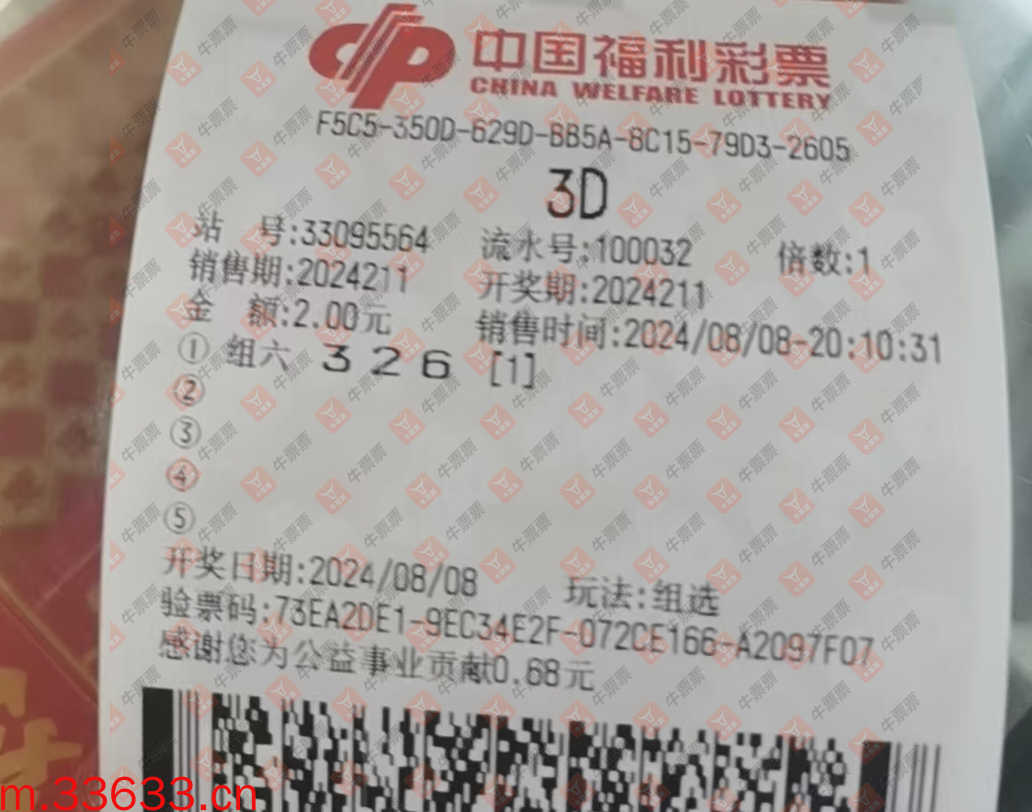 中国福利彩票
CHINA WELFARE LOTTERY
F5C5-350D-629D-BB5A-8C15-79D3-2605
3D
站 号:33095564 流水号:100032 倍数:1
销售期:2024211 开奖期:2024211
金 额:2.00元 销售时间:2024/08/08-20:10:31
① 组六 3 2 6 [1]
②
③
④
⑤
开奖日期:2024/08/08 玩法:组选
验票码:73EA2DE1-9EC34E2F-072CE166-A2097F07
感谢您为公益事业贡献0.68元
m.33633.cn
牛票票